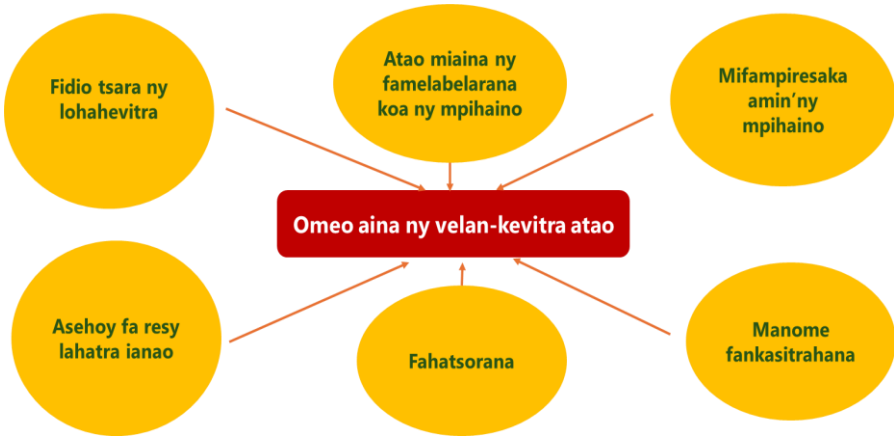 Fidio tsara ny
lohahevitra
Atao miaina ny
famelabelarana
koa ny mpihaino
Mifampiresaka
amin’ny
mpihaino
Omeo aina ny velan-kevitra atao
Asehoy fa resy
lahatra ianao
Fahatsorana
Manome
fankasitrahana